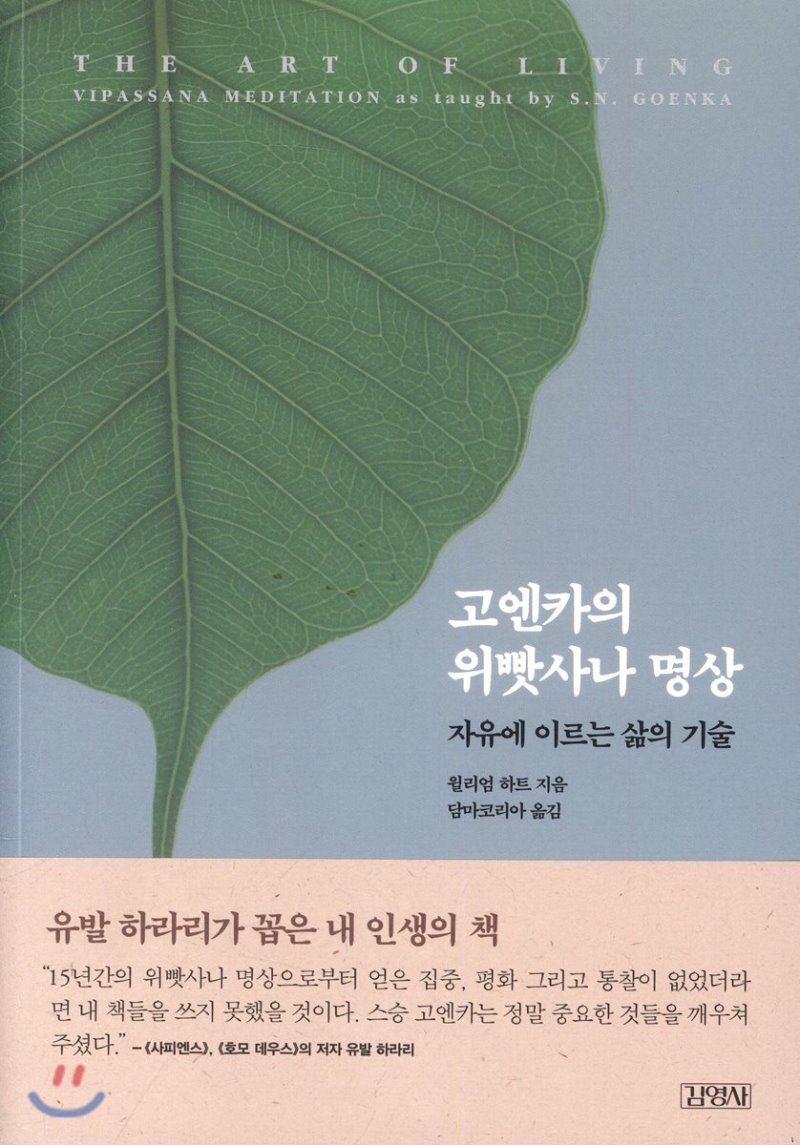 THE ART OF LIVING
VIPASSANA MEDITATION as taught by S.N. GOENKA
고엔카의
위빳사나 명상
자유에 이르는 삶의 기술
윌리엄 하트 지음
담마코리아 옮김
유발 하라리가 꼽은 내 인생의 책
“15년간의 위빳사나 명상으로부터 얻은 집중, 평화 그리고 통찰이 없었더라
면 내 책들을 쓰지 못했을 것이다. 스승 고엔카는 정말 중요한 것들을 깨우쳐
주셨다.” – 《사피엔스》, 《호모 데우스》의 저자 유발 하라리
김영사